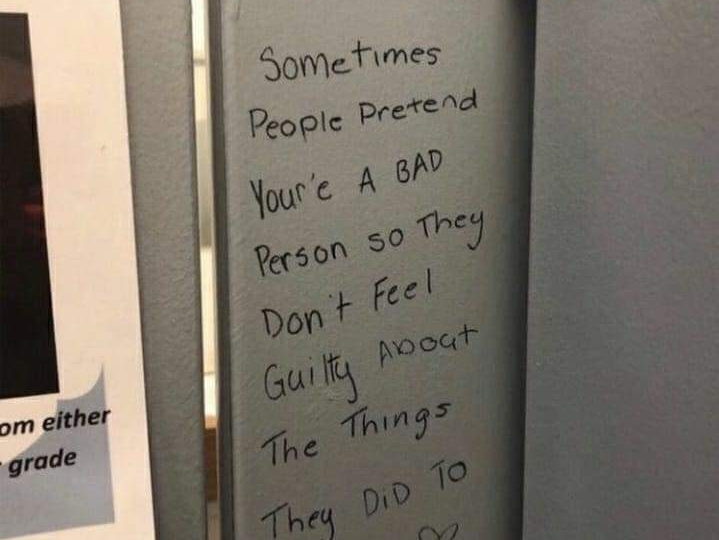 Sometimes
People Pretend
Your'e A BAD
Person so They
Don't Feel
Guilty About
The Things
They DiD To
om either
grade